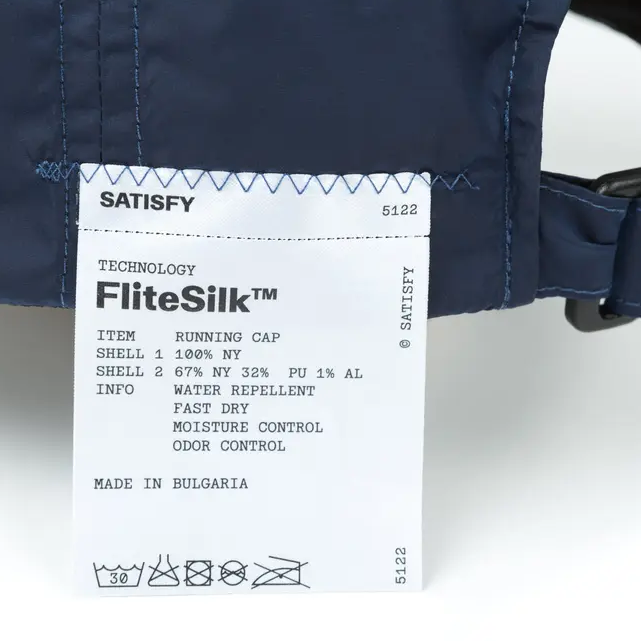 SATISFY
5122
TECHNOLOGY
FliteSilk™
ITEM RUNNING CAP
SHELL 1 100% NY
SHELL 2 67% NY 32% PU 1% AL
INFO WATER REPELLENT
FAST DRY
MOISTURE CONTROL
ODOR CONTROL
MADE IN BULGARIA
© SATISFY
30
5122